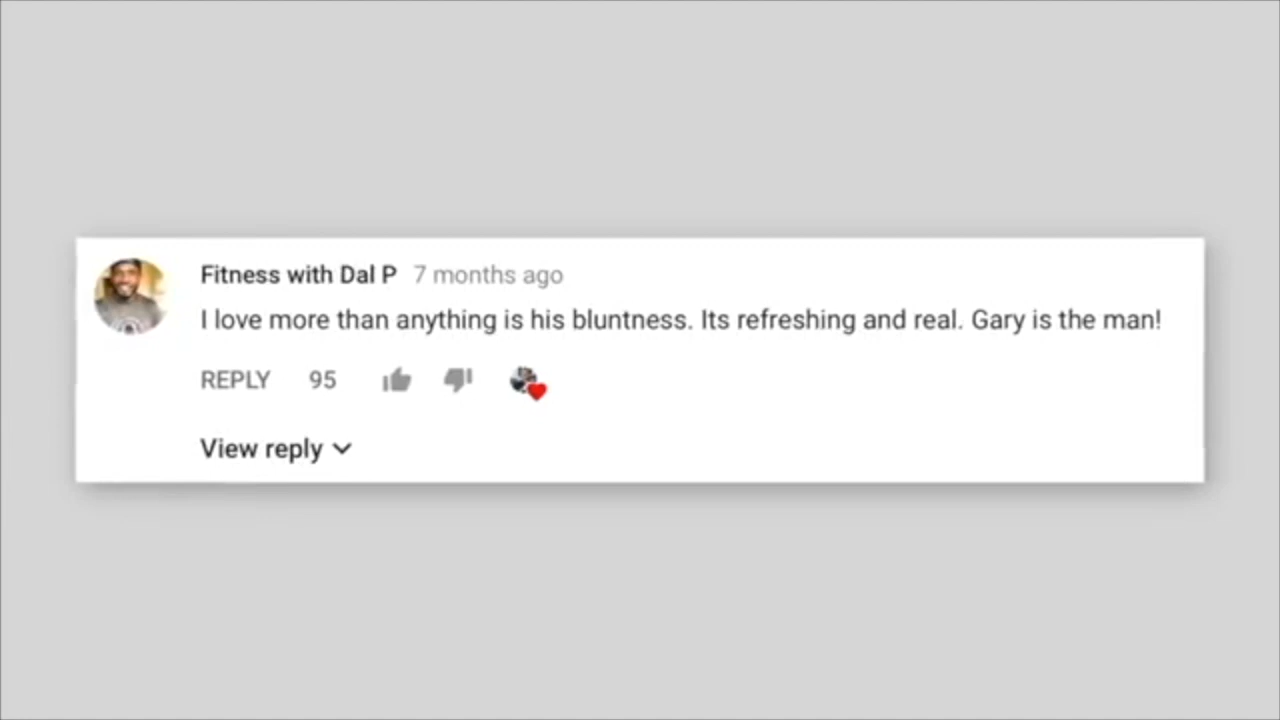 Fitness with Dal P 7 months ago
I love more than anything is his bluntness. Its refreshing and real. Gary is the man!
REPLY 95
View reply